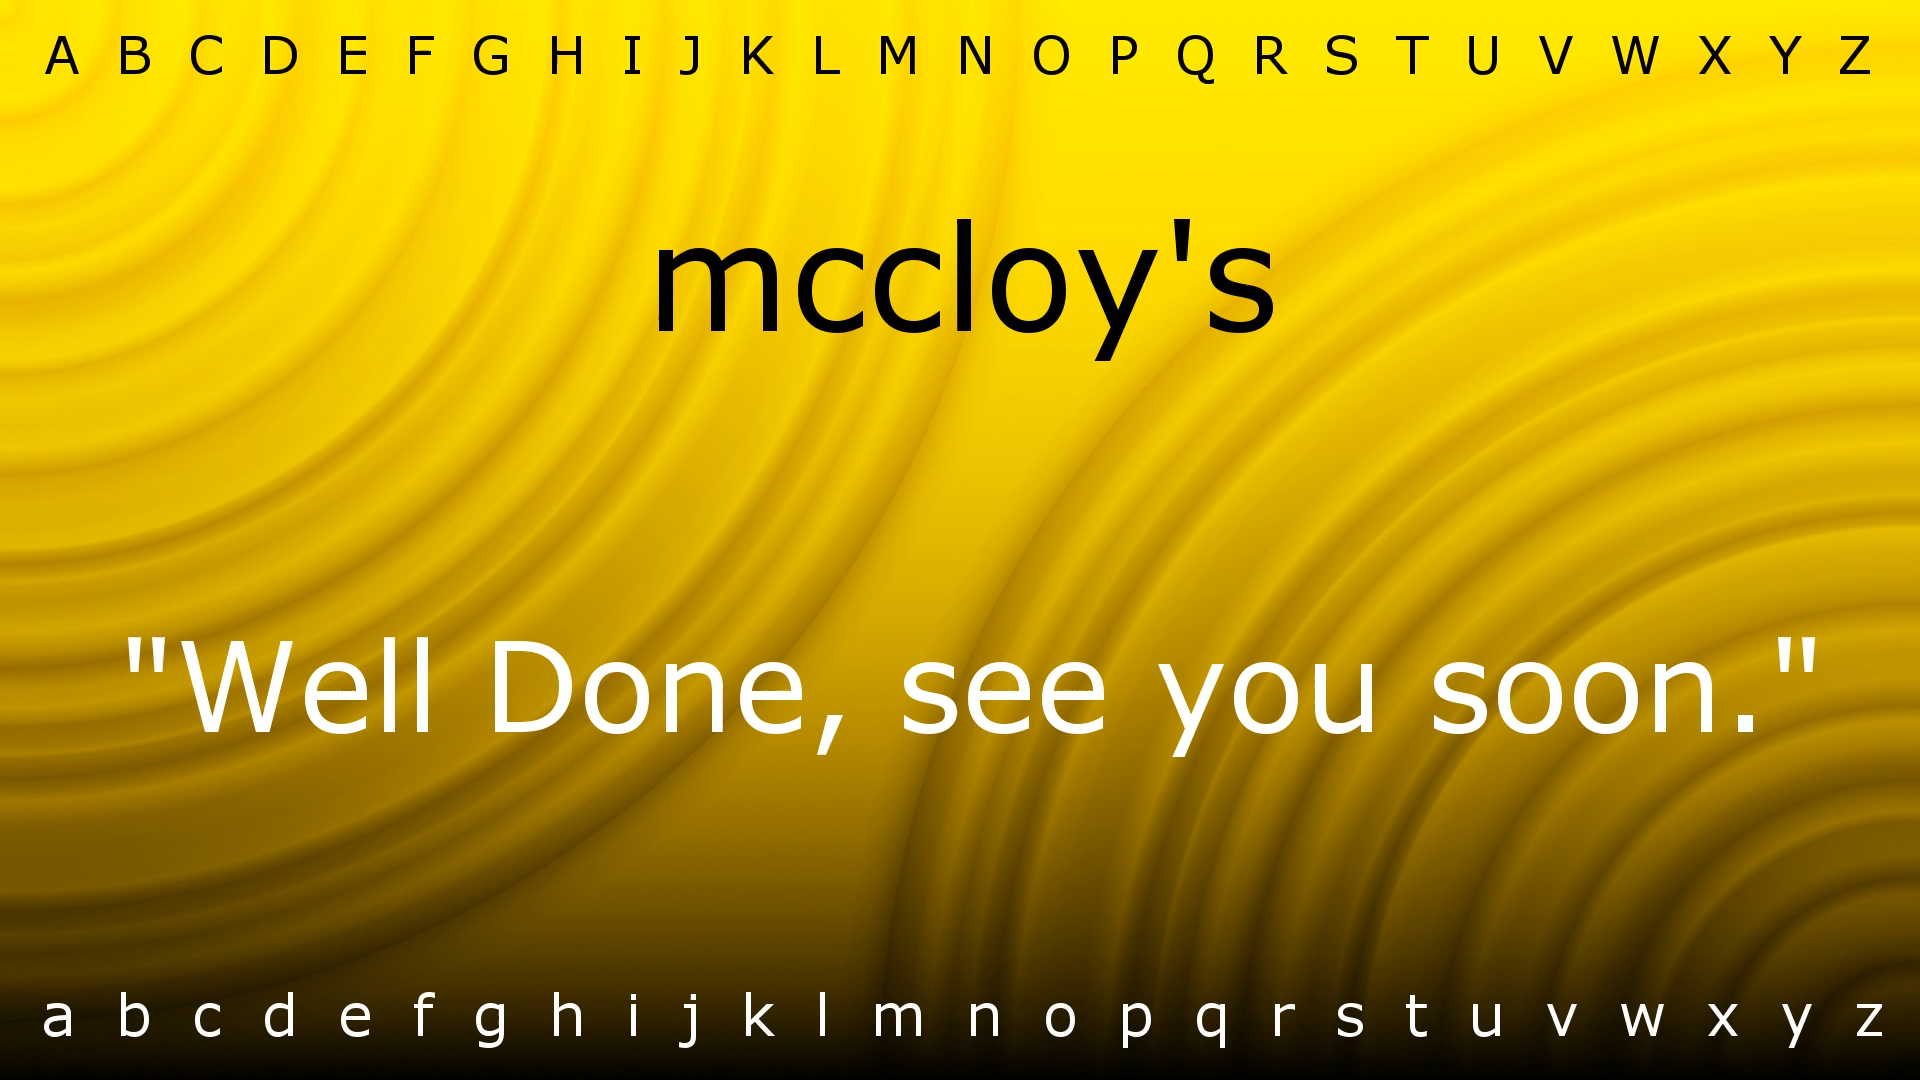 A B C D E F G H I J K L M N O P Q R S T U V W X Y Z
mccloy's
"Well Done, see you soon."
a b c d e f g h i j k l m n o p q r s t u v w x y z